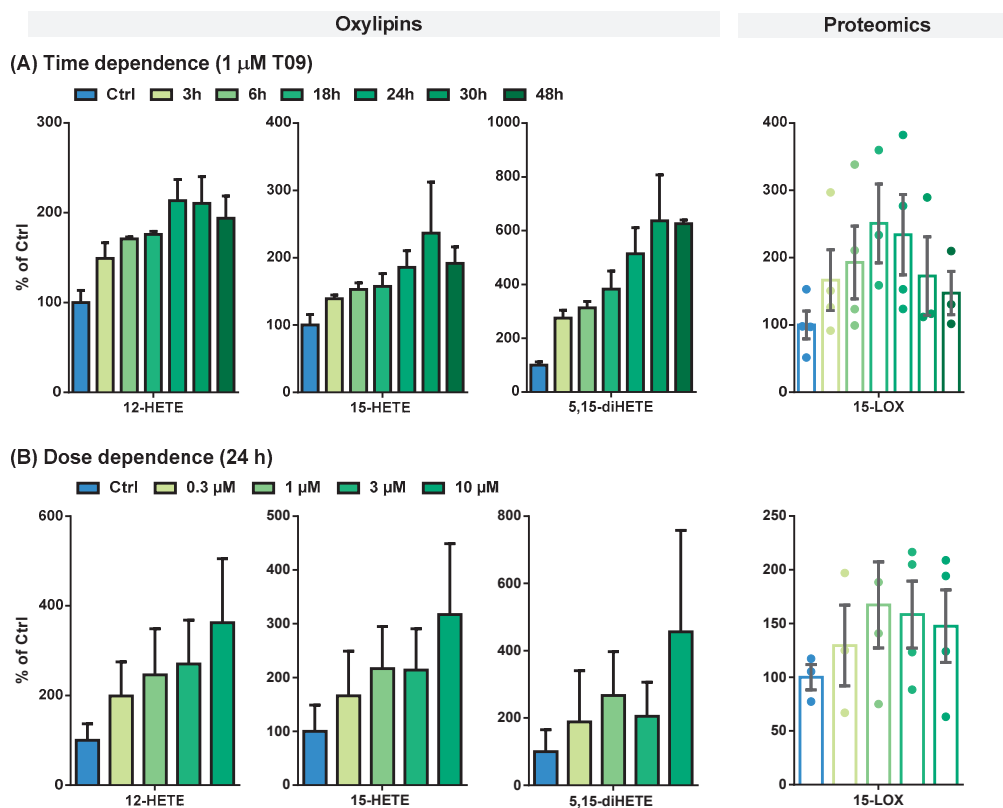 Oxylipins
Proteomics
(A) Time dependence (1 µM T09)
Ctrl 3h 6h 18h 24h 30h 48h
% of Ctrl
300
200
100
0
12-HETE
400
300
200
100
0
15-HETE
1000
800
600
400
200
0
5,15-diHETE
400
300
200
100
0
15-LOX
(B) Dose dependence (24 h)
Ctrl 0.3 µM 1 µM 3 µM 10 µM
% of Ctrl
600
400
200
0
12-HETE
500
400
300
200
100
0
15-HETE
800
600
400
200
0
5,15-diHETE
250
200
150
100
50
0
15-LOX